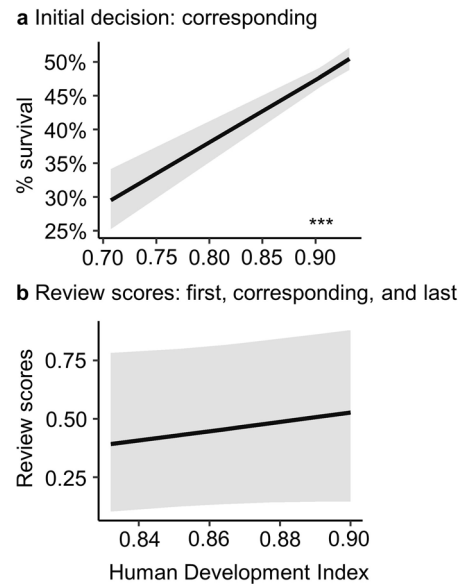 a Initial decision: corresponding
50%
45%
40%
35%
30%
25%
% survival
***
0.70 0.75 0.80 0.85 0.90
b Review scores: first, corresponding, and last
0.75
0.50
0.25
Review scores
0.84 0.86 0.88 0.90
Human Development Index